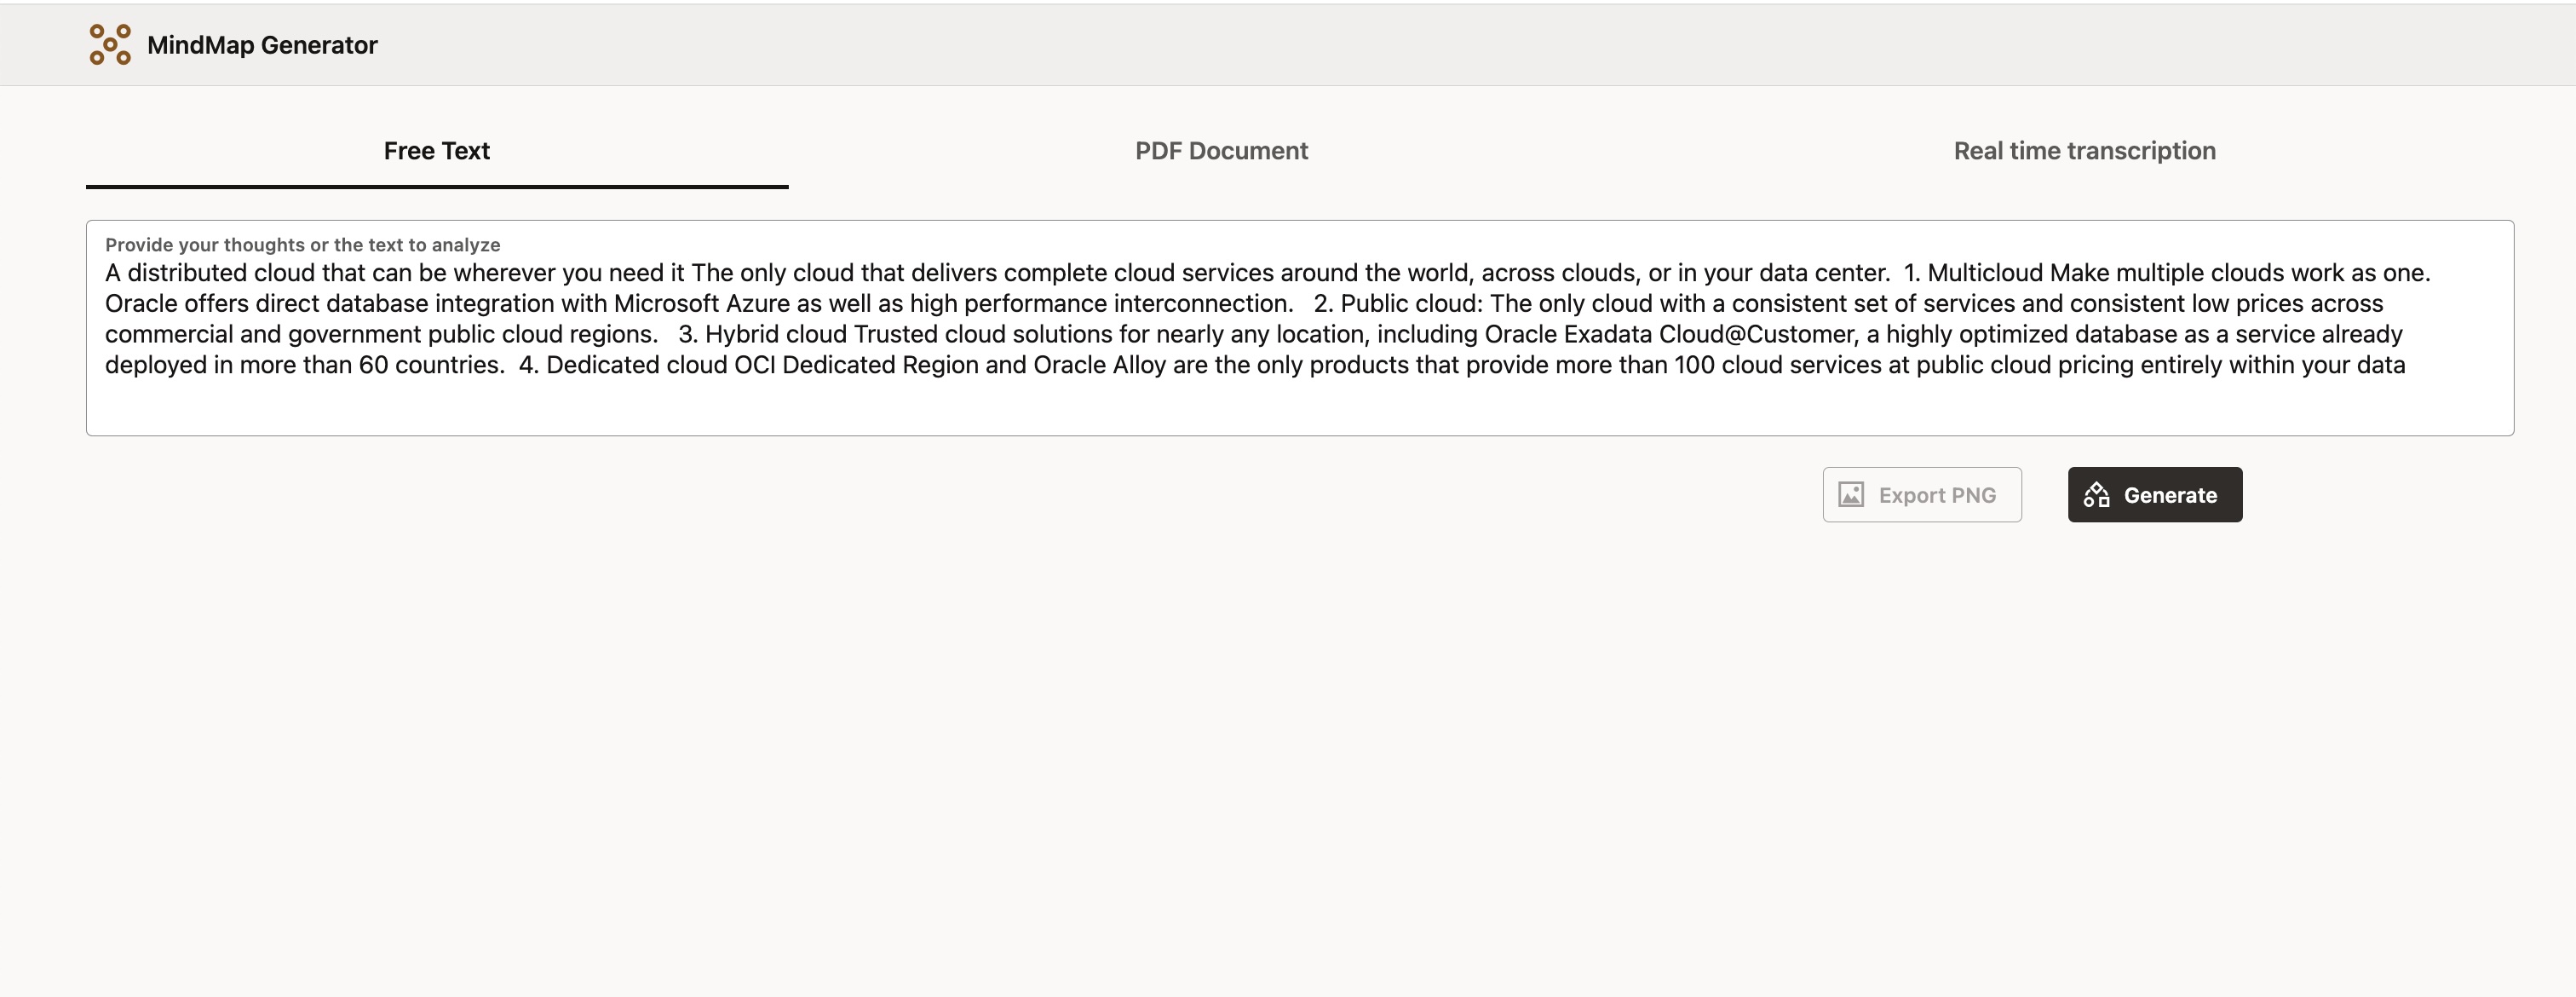 MindMap Generator
Free Text
PDF Document
Real time transcription
Provide your thoughts or the text to analyze
A distributed cloud that can be wherever you need it The only cloud that delivers complete cloud services around the world, across clouds, or in your data center.  1. Multicloud Make multiple clouds work as one.
Oracle offers direct database integration with Microsoft Azure as well as high performance interconnection.   2. Public cloud: The only cloud with a consistent set of services and consistent low prices across
commercial and government public cloud regions.   3. Hybrid cloud Trusted cloud solutions for nearly any location, including Oracle Exadata Cloud@Customer, a highly optimized database as a service already
deployed in more than 60 countries.  4. Dedicated cloud OCI Dedicated Region and Oracle Alloy are the only products that provide more than 100 cloud services at public cloud pricing entirely within your data
Export PNG
Generate